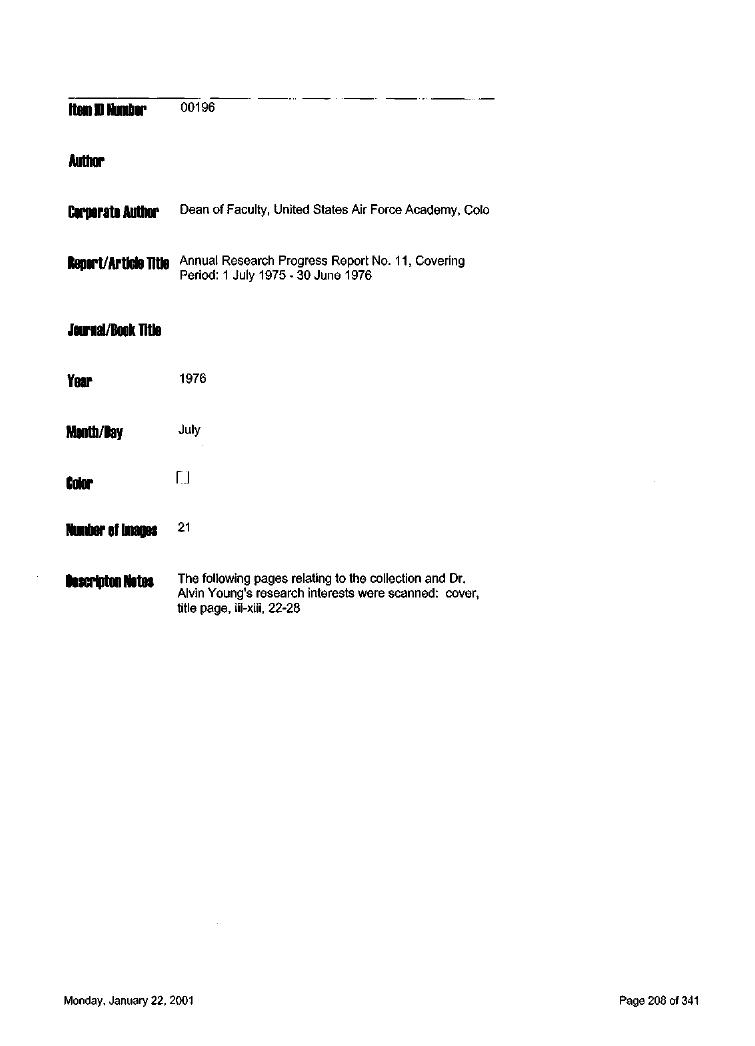 Item ID Number 00196
Author
Corporate Author Dean of Faculty, United States Air Force Academy, Colo
Report/Article Title Annual Research Progress Report No. 11, Covering
Period: 1 July 1975 - 30 June 1976
Journal/Book Title
Year 1976
Month/Day July
Color
Number of Images 21
Descripton Notes The following pages relating to the collection and Dr.
Alvin Young's research interests were scanned: cover,
title page, iii-xiii, 22-28
Monday, January 22, 2001 Page 208 of 341